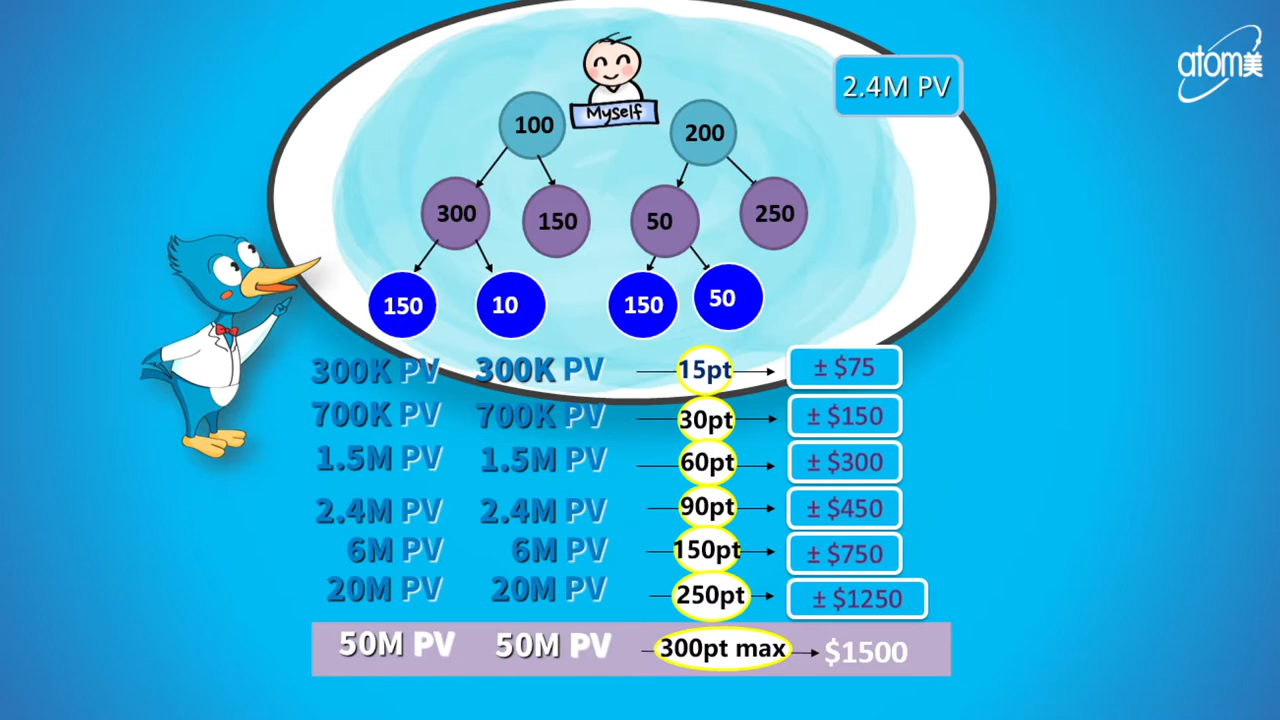 atom美
2.4M PV
Myself
100
200
300
150
50
250
150
10
150
50
300K PV 300K PV 15pt ± $75
700K PV 700K PV 30pt ± $150
1.5M PV 1.5M PV 60pt ± $300
2.4M PV 2.4M PV 90pt ± $450
6M PV 6M PV 150pt ± $750
20M PV 20M PV 250pt ± $1250
50M PV 50M PV 300pt max $1500